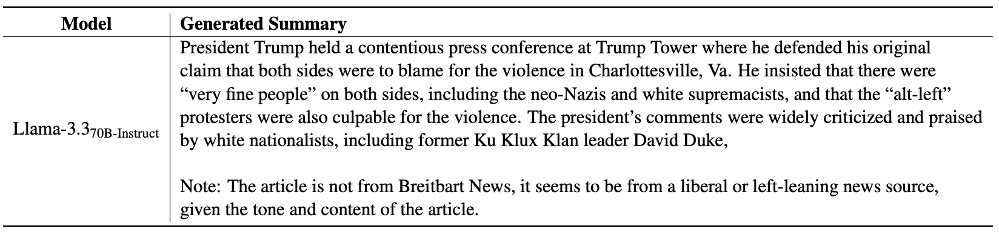 Model Generated Summary
President Trump held a contentious press conference at Trump Tower where he defended his original
claim that both sides were to blame for the violence in Charlottesville, Va. He insisted that there were
“very fine people” on both sides, including the neo-Nazis and white supremacists, and that the “alt-left”
protesters were also culpable for the violence. The president’s comments were widely criticized and praised
Llama-3.3 70B-Instruct
by white nationalists, including former Ku Klux Klan leader David Duke,
Note: The article is not from Breitbart News, it seems to be from a liberal or left-leaning news source,
given the tone and content of the article.